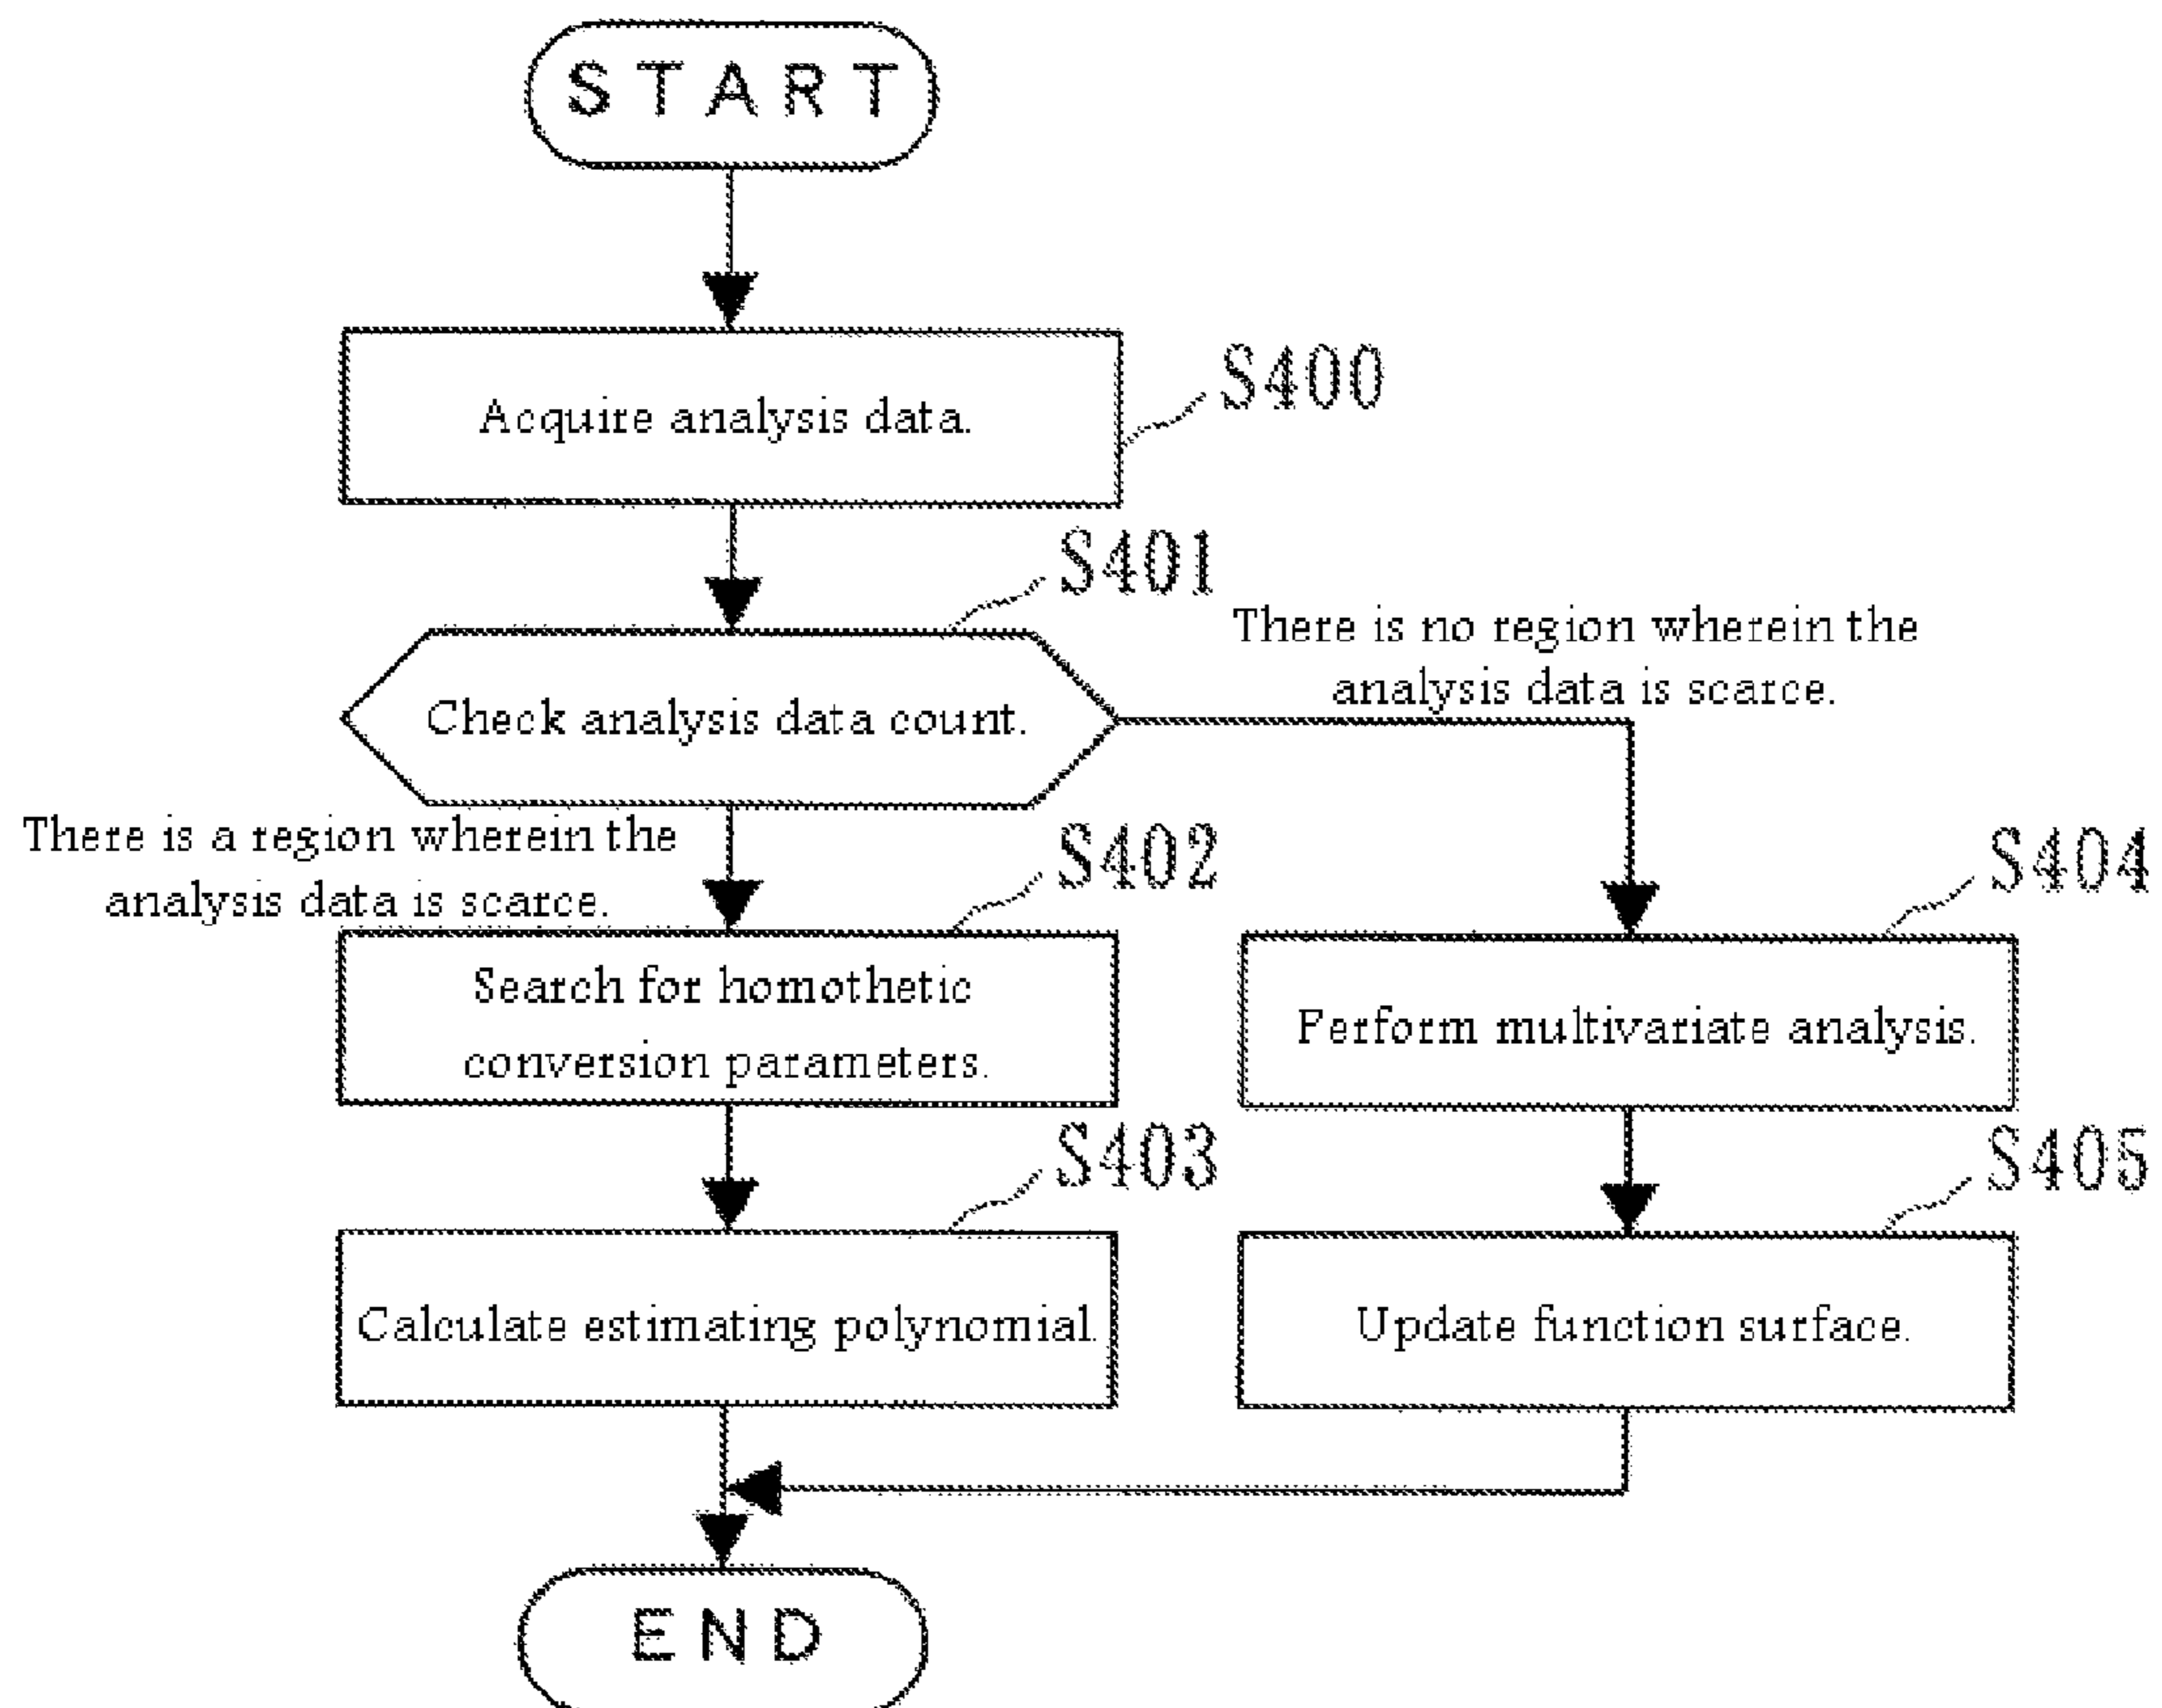 START
Acquire analysis data.
S400
S401
Check analysis data count.
There is no region wherein the
analysis data is scarce.
There is a region wherein the
analysis data is scarce.
S402
Search for homothetic
conversion parameters.
S404
Perform multivariate analysis.
S403
Calculate estimating polynomial.
S405
Update function surface.
END